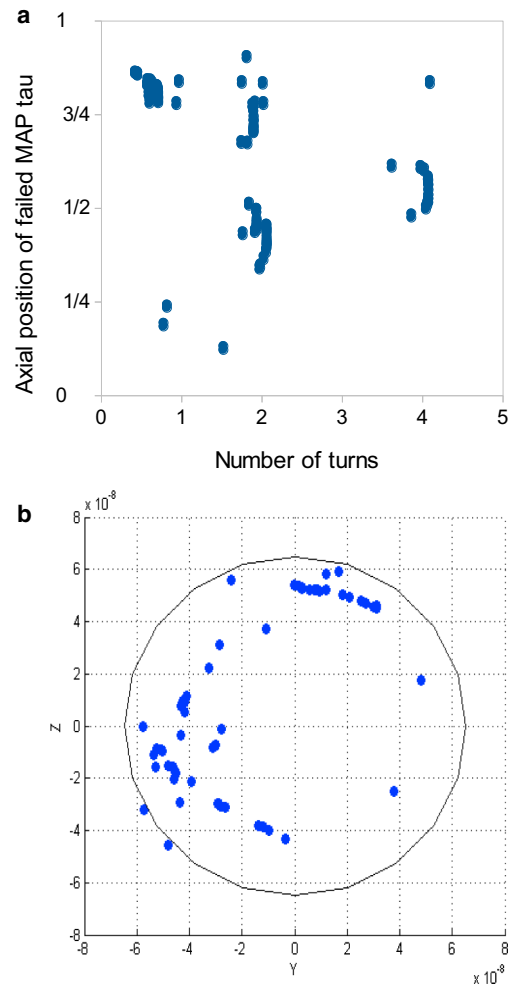 a
Axial position of failed MAP tau
1
3/4
1/2
1/4
0
0 1 2 3 4 5
Number of turns
b
x 10⁻⁸
8
6
4
2
0
-2
-4
-6
-8
Z
-8 -6 -4 -2 0 2 4 6 8
Y
x 10⁻⁸